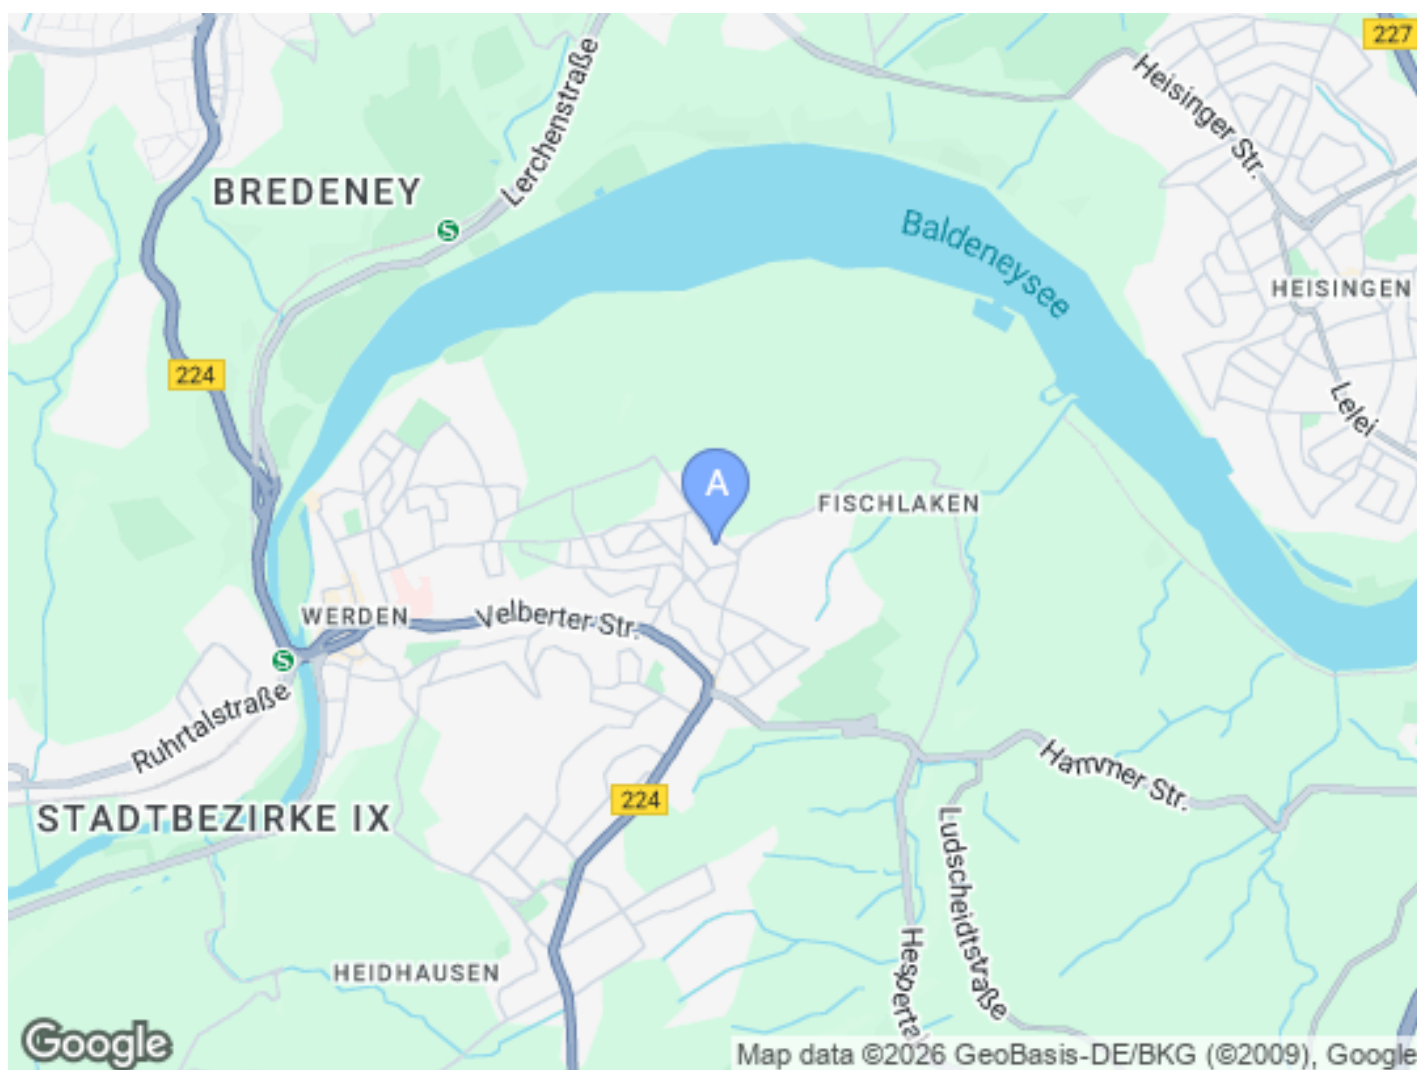 227
Heisinger Str.
Lerchenstraße
BREDENEY
S
Baldeneysee
HEISINGEN
224
Lelei
A
FISCHLAKEN
WERDEN
Velberter Str.
S
Ruhrtalstraße
Hammer Str.
224
STADTBEZIRKE IX
Ludscheidtstraße
Hespertal
HEIDHAUSEN
Google
Map data ©2026 GeoBasis-DE/BKG (©2009), Google